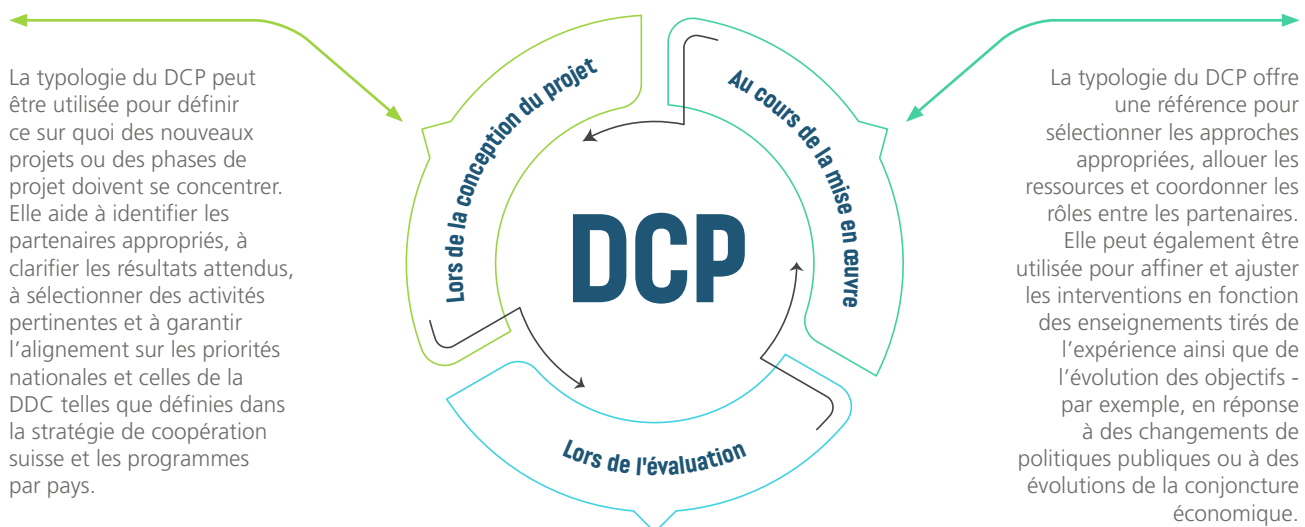 La typologie du DCP peut
être utilisée pour définir
ce sur quoi des nouveaux
projets ou des phases de
projet doivent se concentrer.
Elle aide à identifier les
partenaires appropriés, à
clarifier les résultats attendus,
à sélectionner des activités
pertinentes et à garantir
l’alignement sur les priorités
nationales et celles de la
DDC telles que définies dans
la stratégie de coopération
suisse et les programmes
par pays.
Lors de la conception du projet
Au cours de la mise en œuvre
DCP
Lors de l'évaluation
La typologie du DCP offre
une référence pour
sélectionner les approches
appropriées, allouer les
ressources et coordonner les
rôles entre les partenaires.
Elle peut également être
utilisée pour affiner et ajuster
les interventions en fonction
des enseignements tirés de
l’expérience ainsi que de
l’évolution des objectifs -
par exemple, en réponse
à des changements de
politiques publiques ou à des
évolutions de la conjoncture
économique.